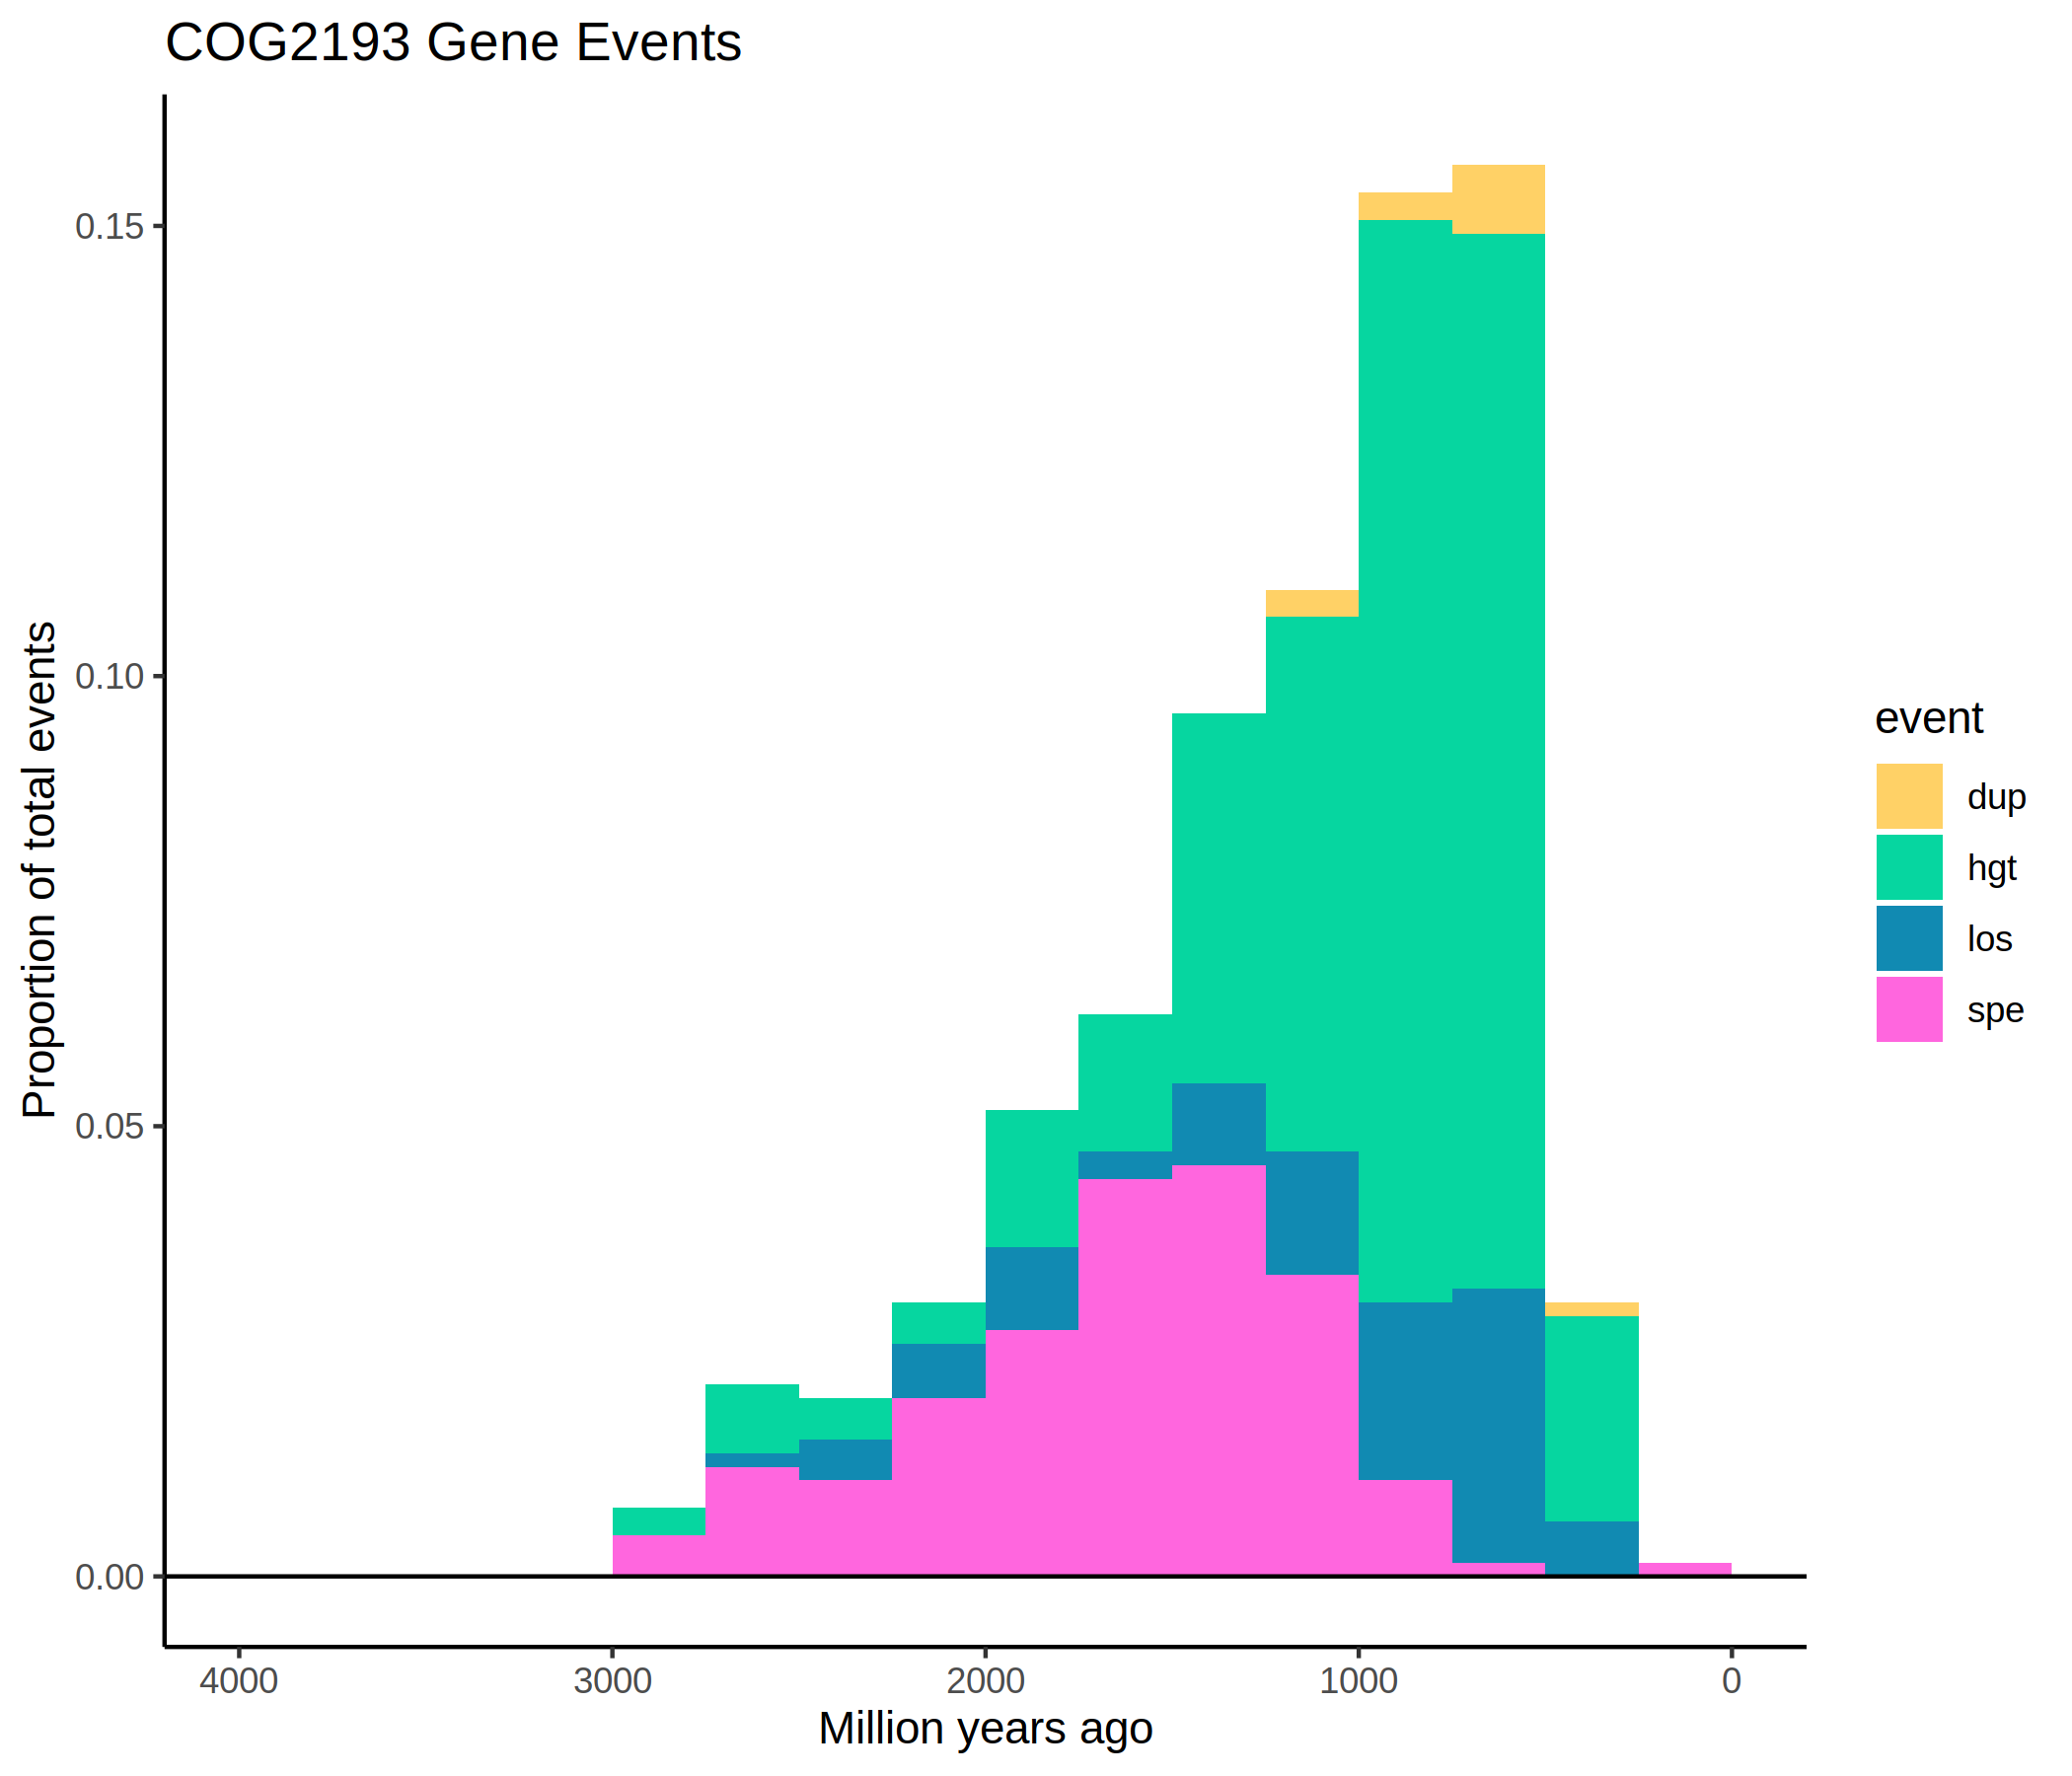 COG2193 Gene Events
Proportion of total events
0.15
0.10
0.05
0.00
4000 3000 2000 1000 0
Million years ago
event
dup
hgt
los
spe